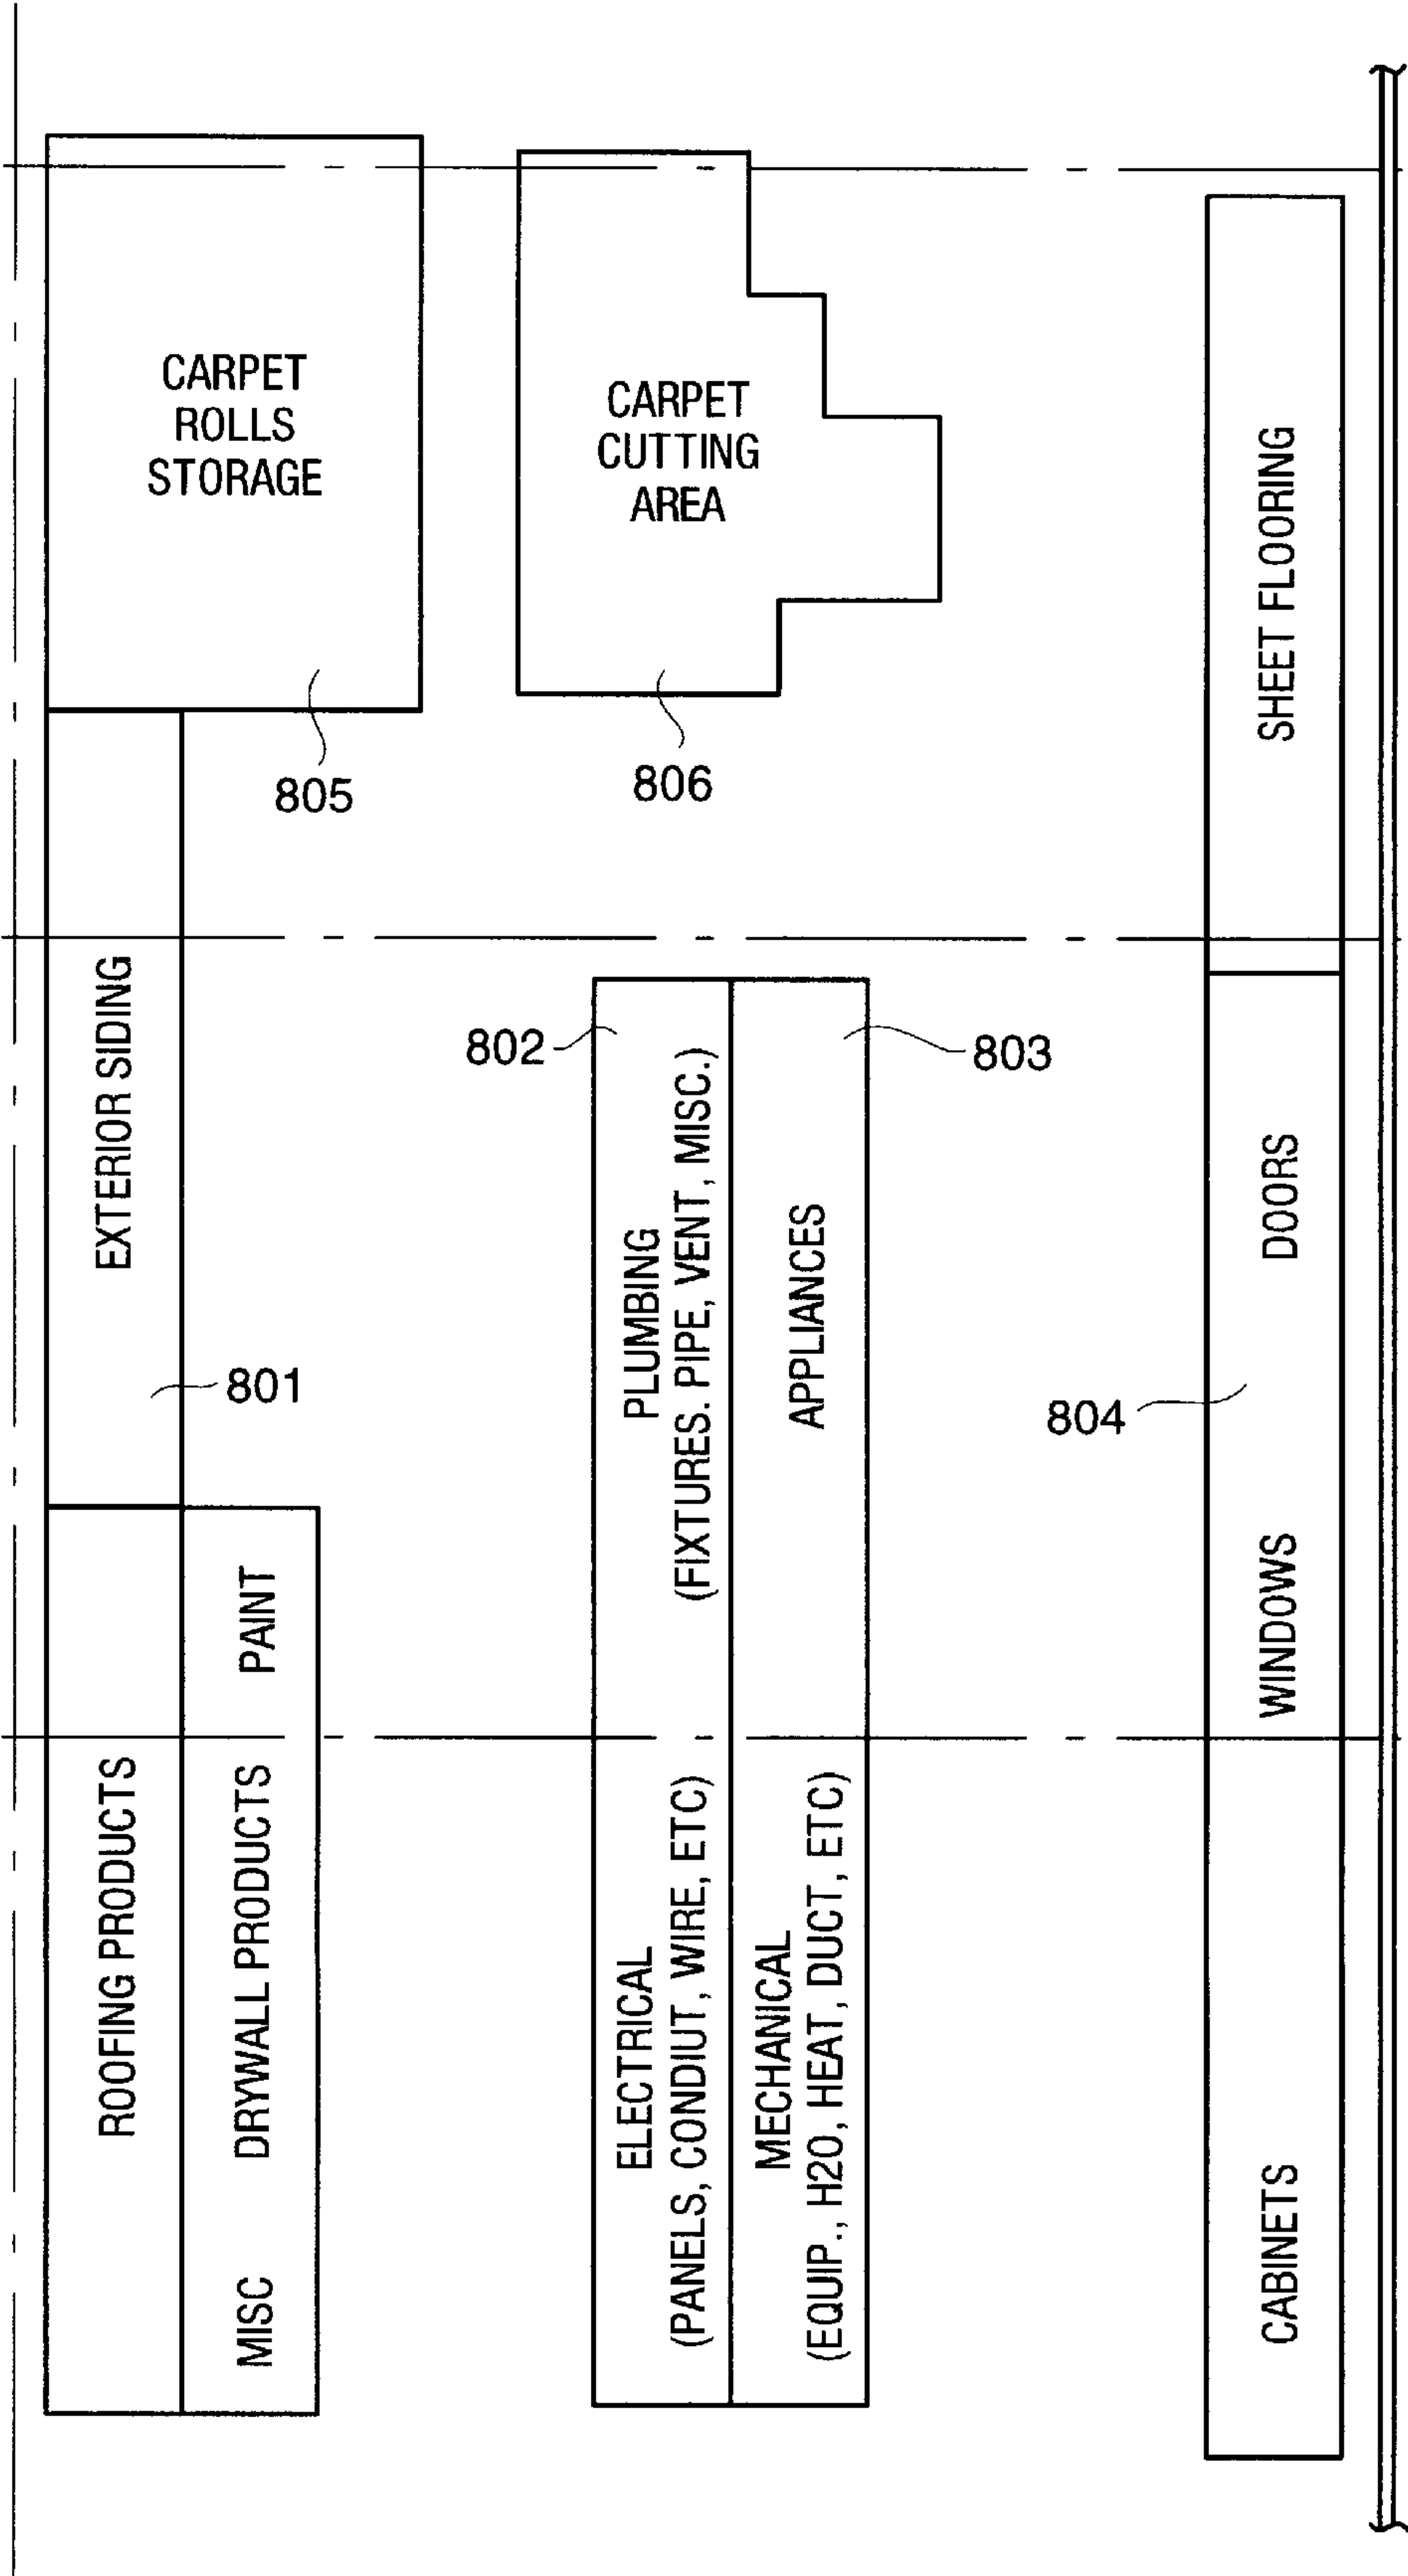 CARPET
ROLLS
STORAGE
805
CARPET
CUTTING
AREA
806
SHEET FLOORING
EXTERIOR SIDING
801
802
PLUMBING
(FIXTURES. PIPE, VENT, MISC.)
803
APPLIANCES
DOORS
804
WINDOWS
CABINETS
ROOFING PRODUCTS
PAINT
DRYWALL PRODUCTS
MISC
ELECTRICAL
(PANELS, CONDIUT, WIRE, ETC)
MECHANICAL
(EQUIP., H2O, HEAT, DUCT, ETC)